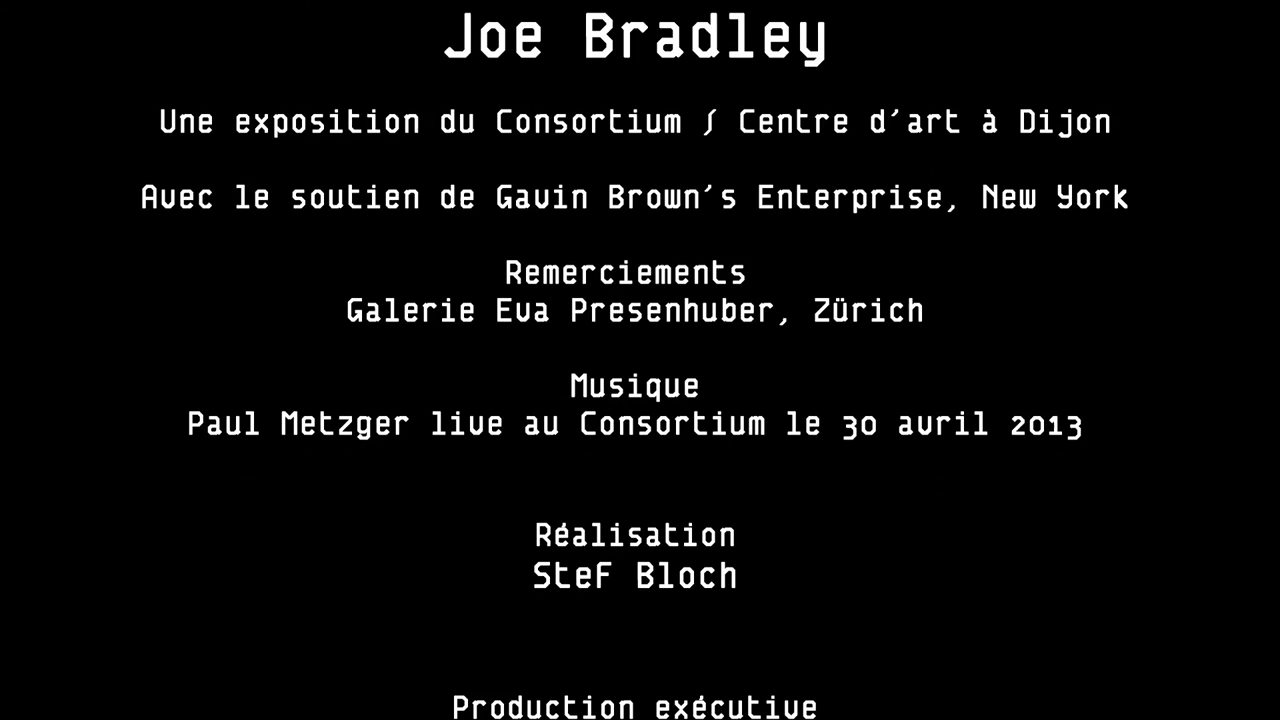 Joe Bradley
Une exposition du Consortium / Centre d'art à Dijon
Avec le soutien de Gavin Brown's Enterprise, New York
Remerciements
Galerie Eva Presenhuber, Zürich
Musique
Paul Metzger live au Consortium le 30 avril 2013
Réalisation
SteF Bloch
Production exécutive